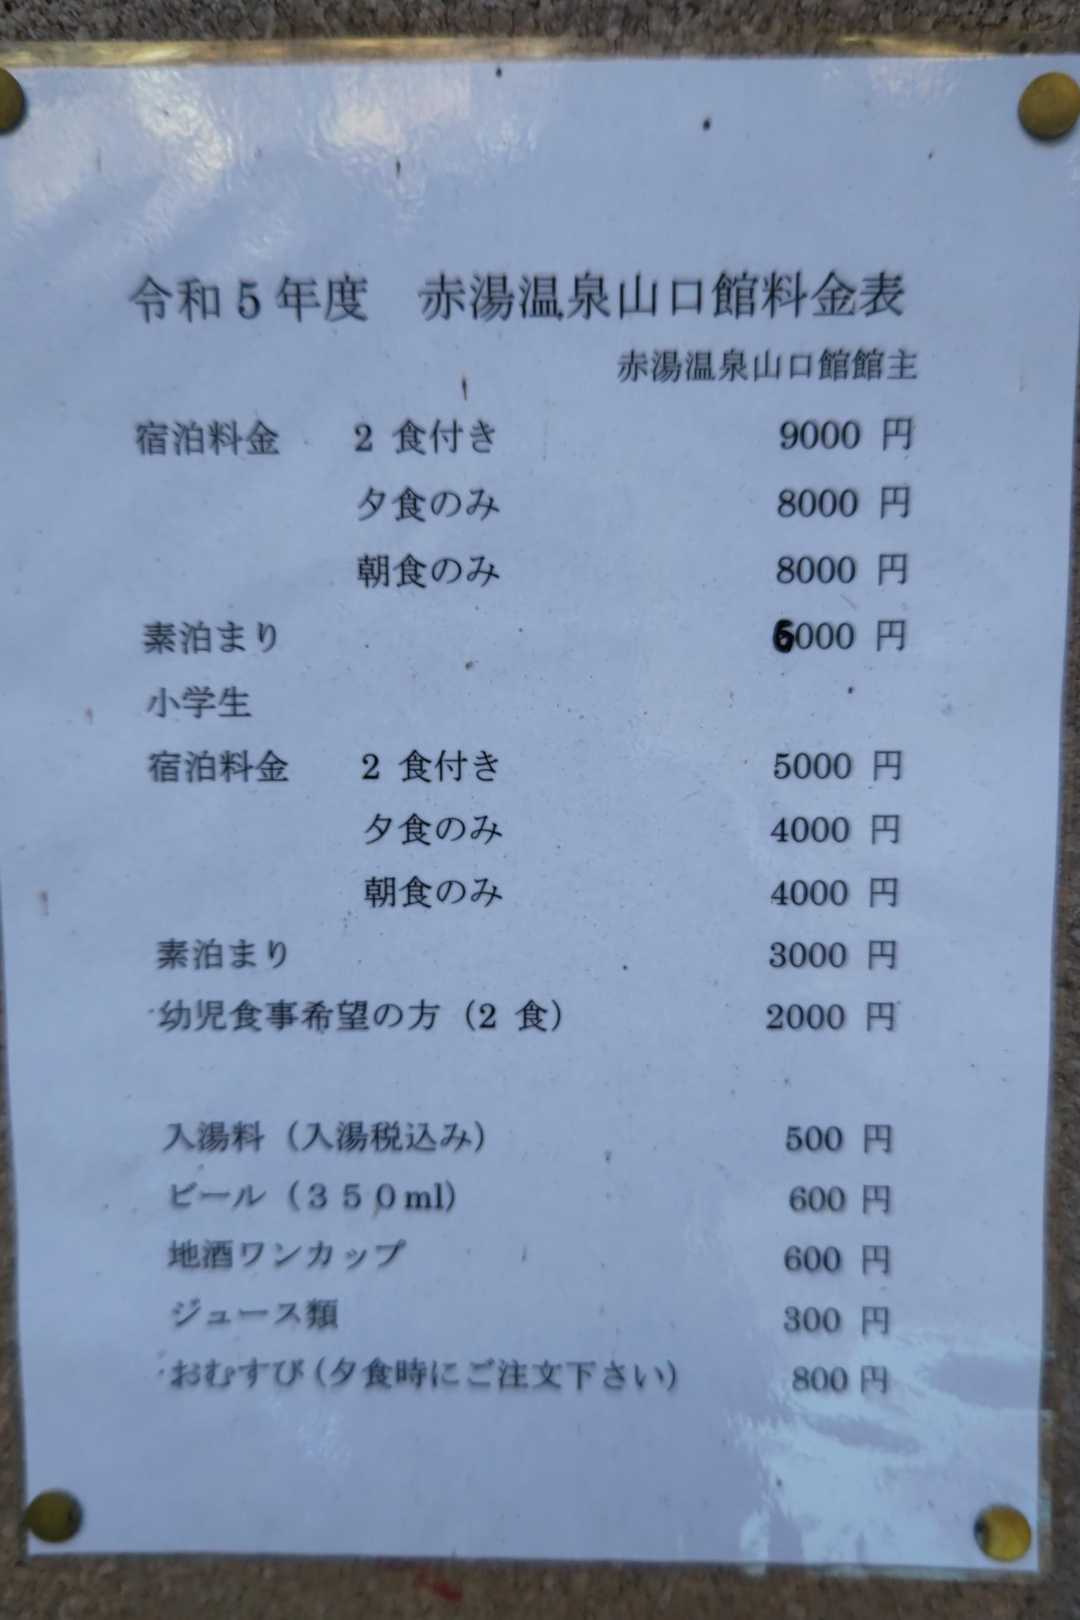 令和5年度　赤湯温泉山口館料金表
赤湯温泉山口館館主
宿泊料金　2 食付き　9000 円
夕食のみ　8000 円
朝食のみ　8000 円
素泊まり　6000 円
小学生
宿泊料金　2 食付き　5000 円
夕食のみ　4000 円
朝食のみ　4000 円
素泊まり　3000 円
幼児食事希望の方（2 食）　2000 円
入湯料（入湯税込み）　500 円
ビール（３５０ml）　600 円
地酒ワンカップ　600 円
ジュース類　300 円
おむすび（夕食時にご注文下さい）　800 円